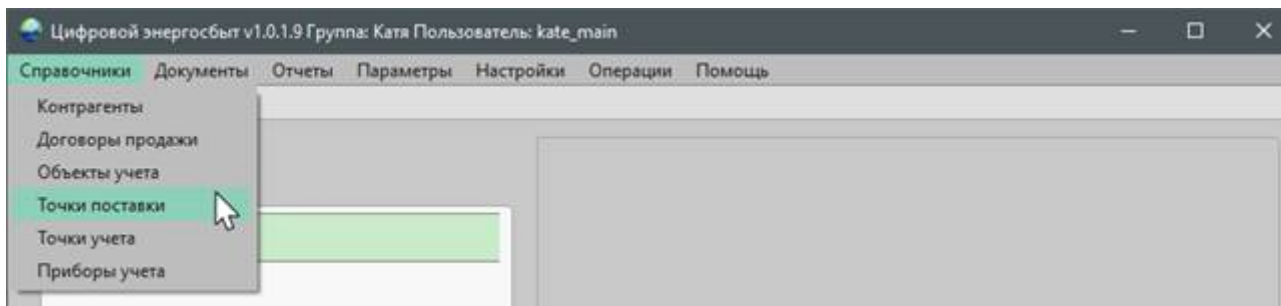 Цифровой энергосбыт v1.0.1.9 Группа: Катя Пользователь: kate_main
Справочники Документы Отчеты Параметры Настройки Операции Помощь
Контрагенты
Договоры продажи
Объекты учета
Точки поставки
Точки учета
Приборы учета